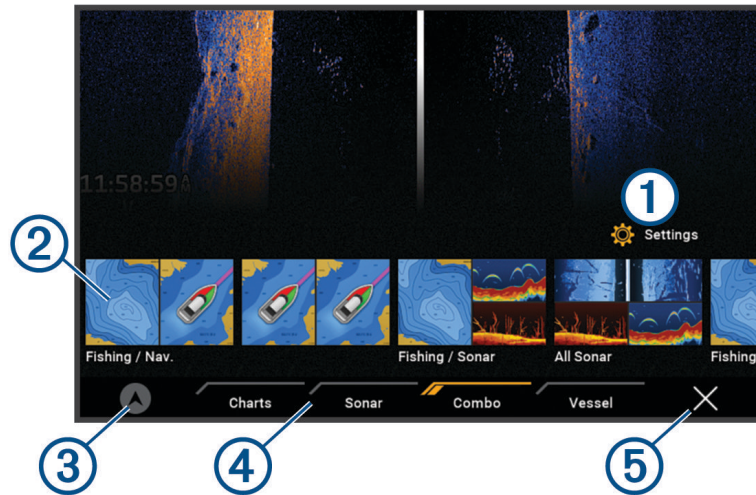 11:58:59A
1
Settings
2
Fishing / Nav.
Fishing / Sonar
All Sonar
Fishing
Charts
Sonar
Combo
Vessel
3
4
5